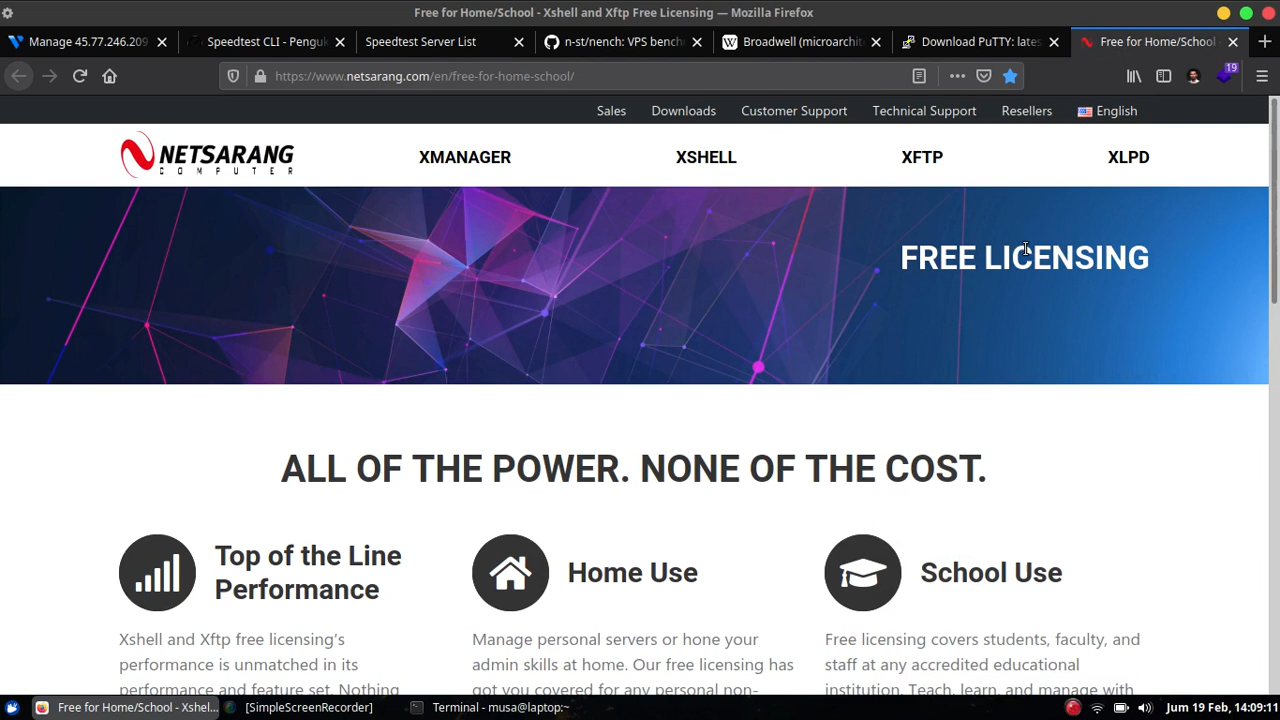 Free for Home/School - Xshell and Xftp Free Licensing — Mozilla Firefox
Manage 45.77.246.209
Speedtest CLI - Penguk
Speedtest Server List
n-st/nench: VPS bench
Broadwell (microarchit
Download PuTTY: lates
Free for Home/School -
https://www.netsarang.com/en/free-for-home-school/
19
Sales
Downloads
Customer Support
Technical Support
Resellers
English
NETSARANG
COMPUTER
XMANAGER
XSHELL
XFTP
XLPD
FREE LICENSING
ALL OF THE POWER. NONE OF THE COST.
Top of the Line
Performance
Xshell and Xftp free licensing's
performance is unmatched in its
performance and feature set. Nothing
Home Use
Manage personal servers or hone your
admin skills at home. Our free licensing has
got you covered for any personal non-
School Use
Free licensing covers students, faculty, and
staff at any accredited educational
institution. Teach, learn, and manage with
Free for Home/School - Xshel...
[SimpleScreenRecorder]
Terminal - musa@laptop:~
Jum 19 Feb, 14:09:11